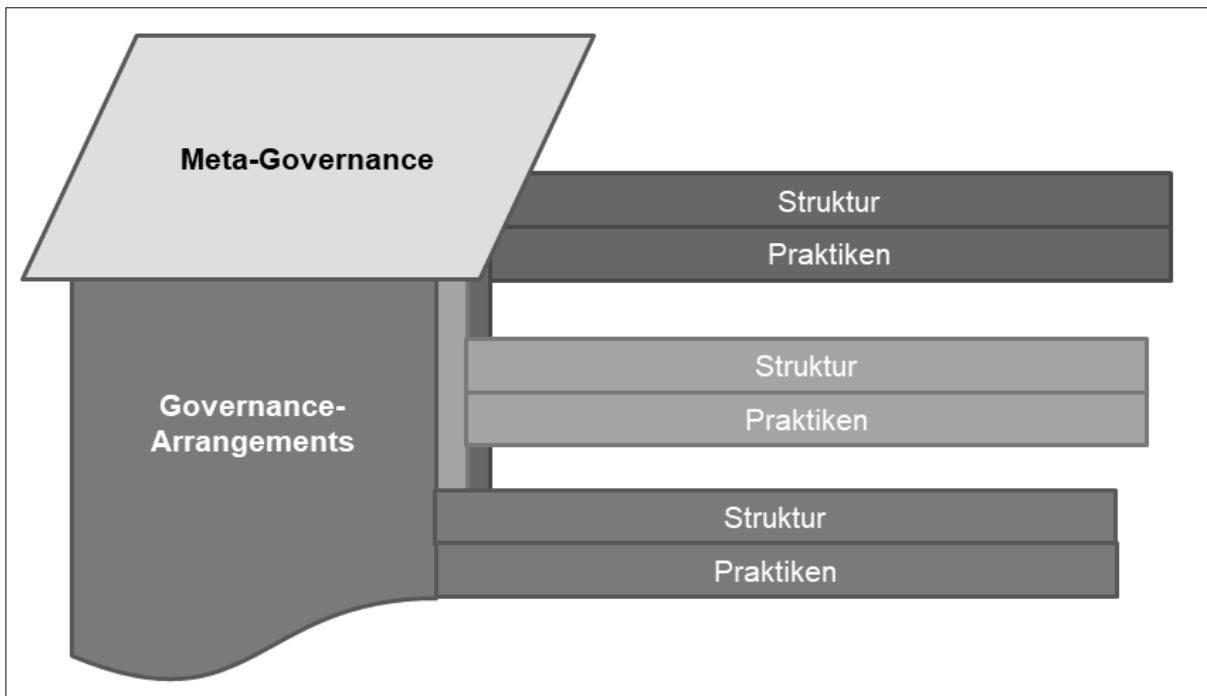 Meta-Governance
Struktur
Praktiken
Struktur
Praktiken
Governance-
Arrangements
Struktur
Praktiken